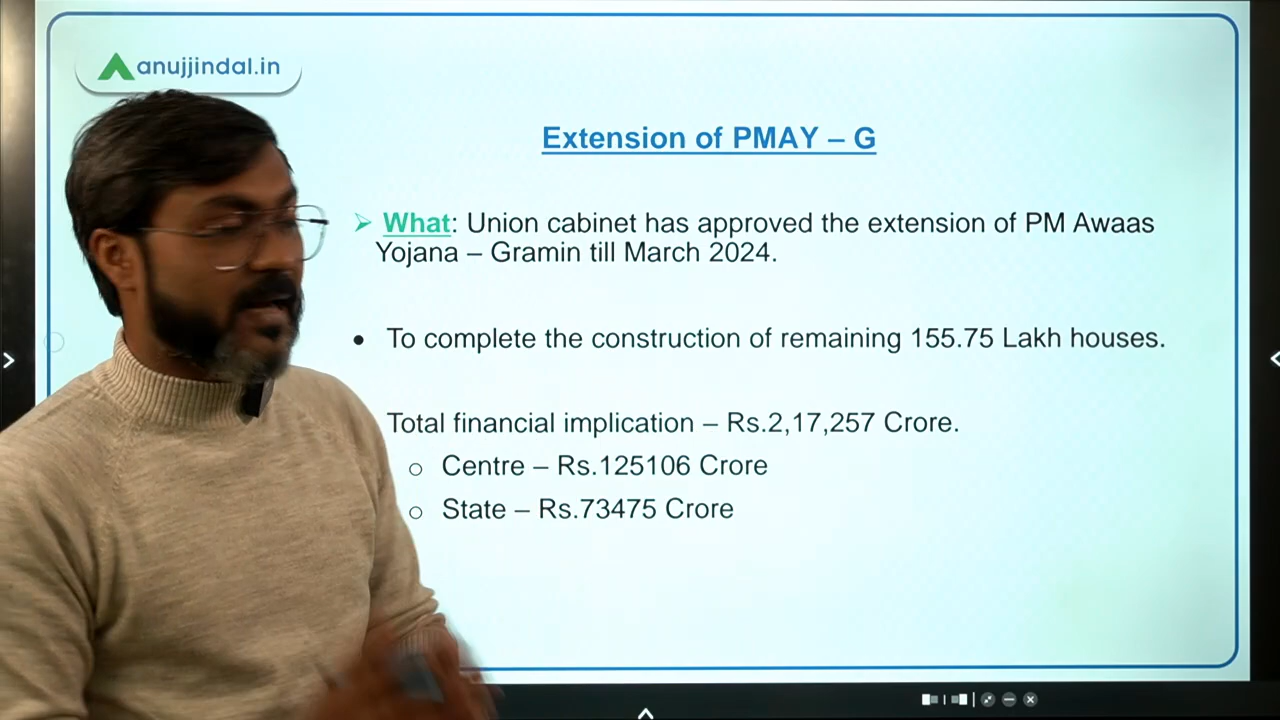 anujjindal.in
Extension of PMAY – G
What: Union cabinet has approved the extension of PM Awaas
Yojana – Gramin till March 2024.
To complete the construction of remaining 155.75 Lakh houses.
Total financial implication – Rs.2,17,257 Crore.
Centre – Rs.125106 Crore
State – Rs.73475 Crore